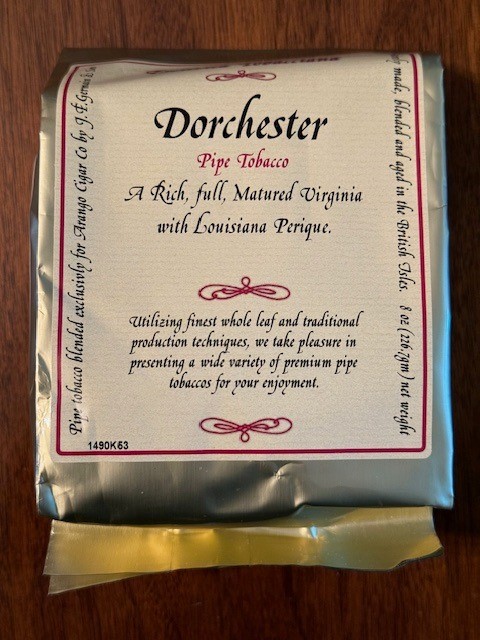 Dorchester
Pipe Tobacco
A Rich, full, Matured Virginia
with Louisiana Perique.
Utilizing finest whole leaf and traditional
production techniques, we take pleasure in
presenting a wide variety of premium pipe
tobaccos for your enjoyment.
1490K63
Pipe tobacco blended exclusivly for Arango Cigar Co by J.F. Germain &
made, blended and aged in the British Isles. 8 oz (226.7gm) net weight